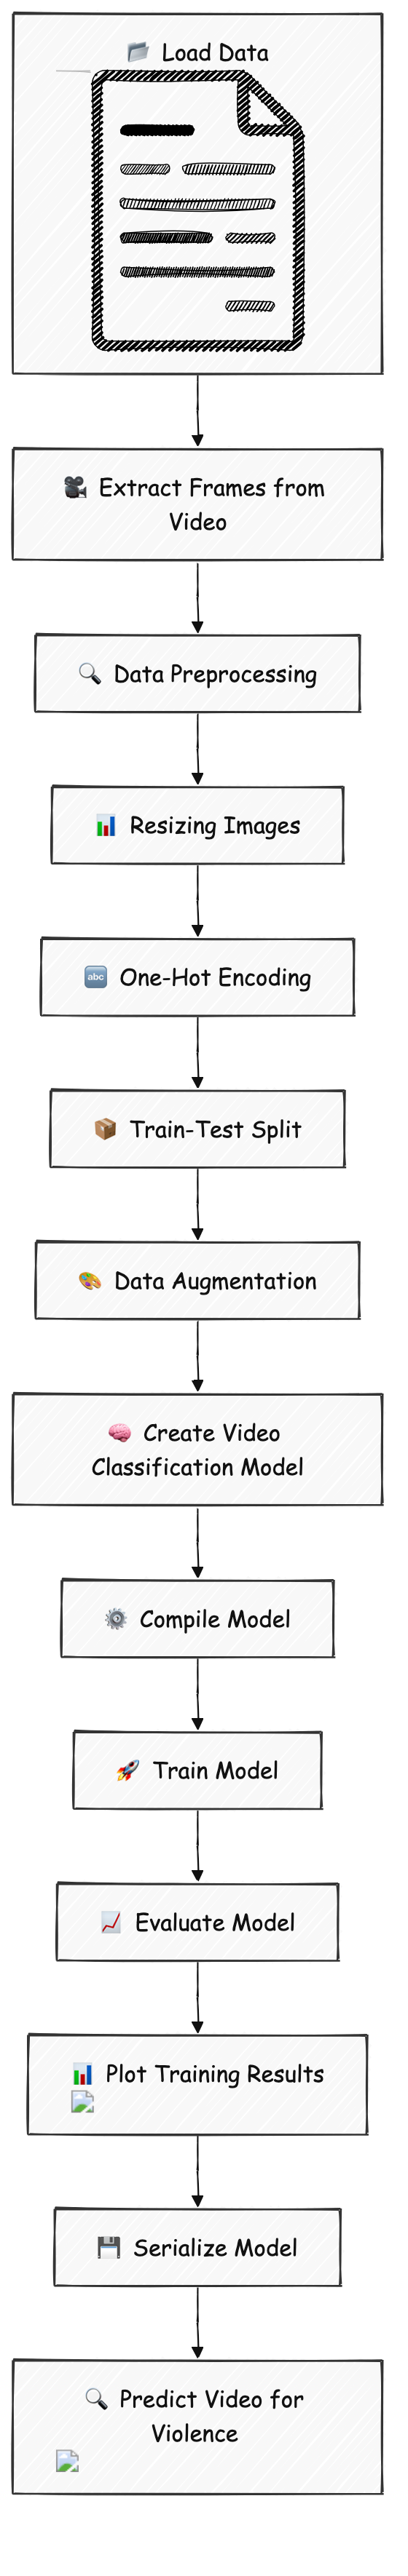 📂 Load Data
🎥 Extract Frames from
Video
🔍 Data Preprocessing
📊 Resizing Images
🔤 One-Hot Encoding
📦 Train-Test Split
🎨 Data Augmentation
🧠 Create Video
Classification Model
⚙️ Compile Model
🚀 Train Model
📈 Evaluate Model
📊 Plot Training Results
💾 Serialize Model
🔍 Predict Video for
Violence